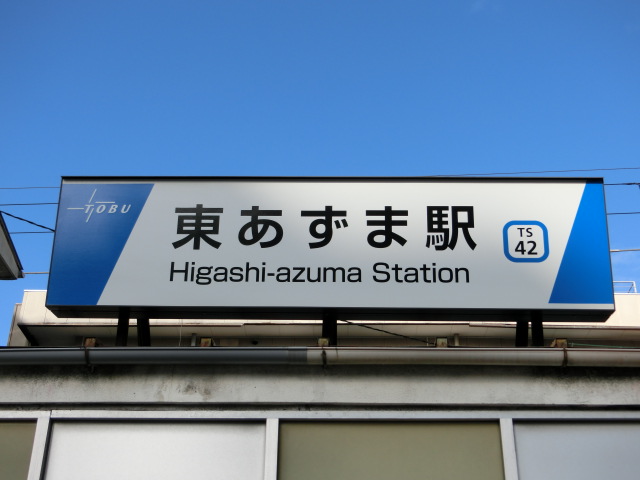 TOBU
東あずま駅
Higashi-azuma Station
TS
42